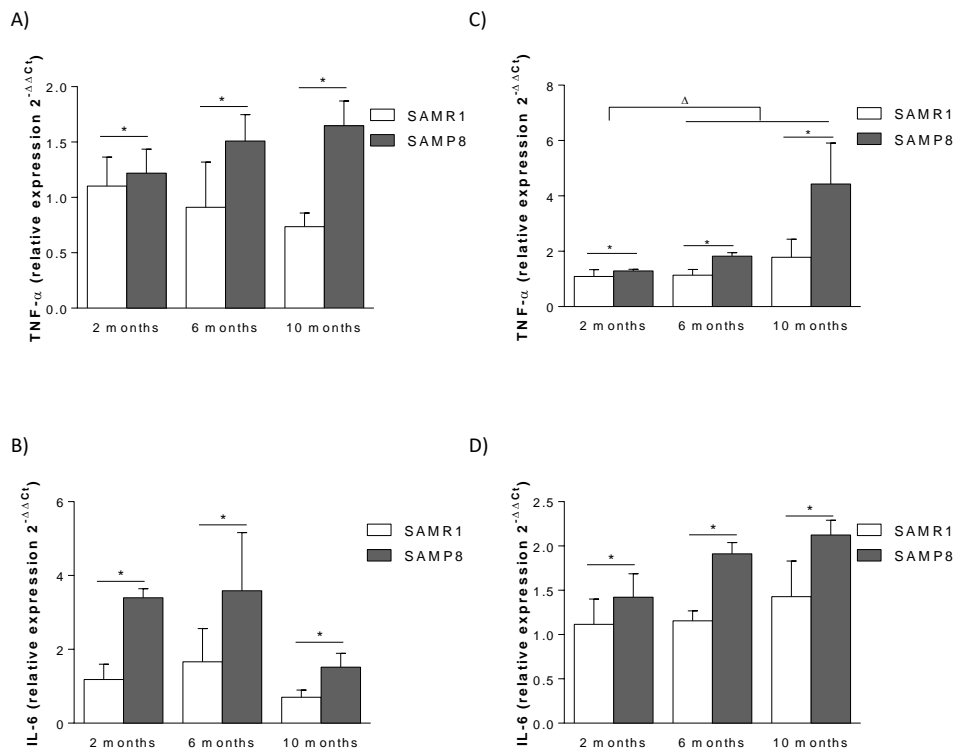 A)
TNF-α (relative expression 2^-ΔΔCt)
2.0
1.5
1.0
0.5
0.0
*
*
*
2 months 6 months 10 months
SAMR1
SAMP8
C)
TNF-α (relative expression 2^-ΔΔCt)
8
6
4
2
0
Δ
*
*
*
2 months 6 months 10 months
SAMR1
SAMP8
B)
IL-6 (relative expression 2^-ΔΔCt)
6
4
2
0
*
*
*
2 months 6 months 10 months
SAMR1
SAMP8
D)
IL-6 (relative expression 2^-ΔΔCt)
2.5
2.0
1.5
1.0
0.5
0.0
*
*
*
2 months 6 months 10 months
SAMR1
SAMP8